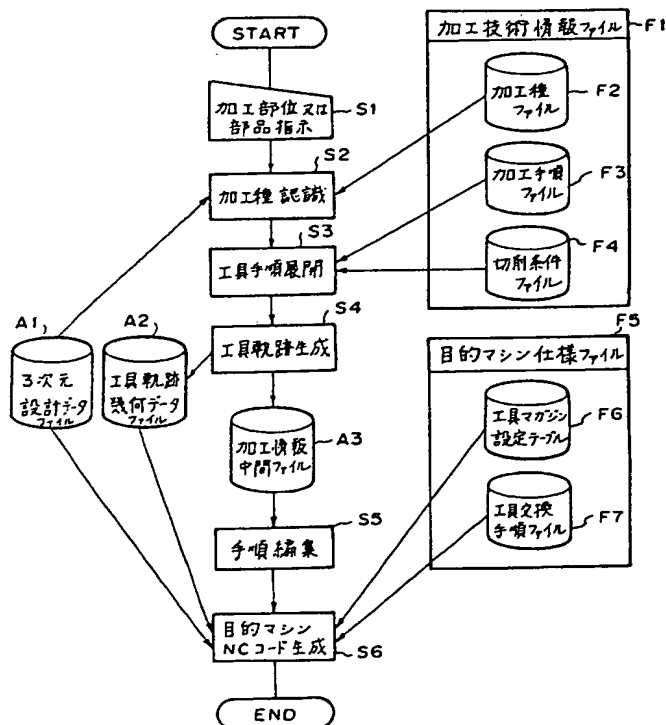 START
加工部位又は
部品指示
S1
S2
加工種認識
S3
工具手順展開
S4
工具軌跡生成
A1
3次元
設計データ
ファイル
A2
工具軌跡
幾何データ
ファイル
加工情報
中間ファイル
A3
S5
手順編集
目的マシン
NCコード生成
S6
END
加工技術情報ファイル
F1
加工種
ファイル
F2
加工手順
ファイル
F3
切削条件
ファイル
F4
F5
目的マシン仕様ファイル
工具マガジン
設定テーブル
F6
工具交換
手順ファイル
F7